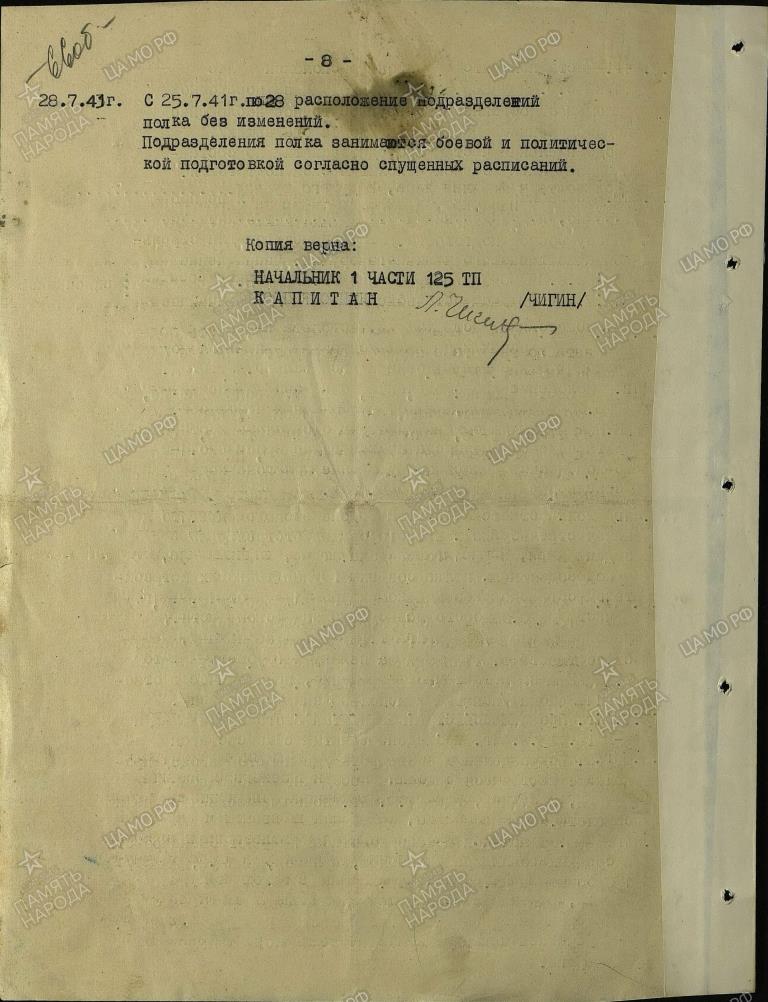 66об
- 8 -
28.7.41г. С 25.7.41г. по 28 расположение подразделений
полка без изменений.
Подразделения полка занимаются боевой и политичес-
кой подготовкой согласно спущенных расписаний.
Копия верна:
НАЧАЛЬНИК 1 ЧАСТИ 125 ТП
К А П И Т А Н /ЧИГИН/
ПАМЯТЬ НАРОДА
ЦАМО РФ